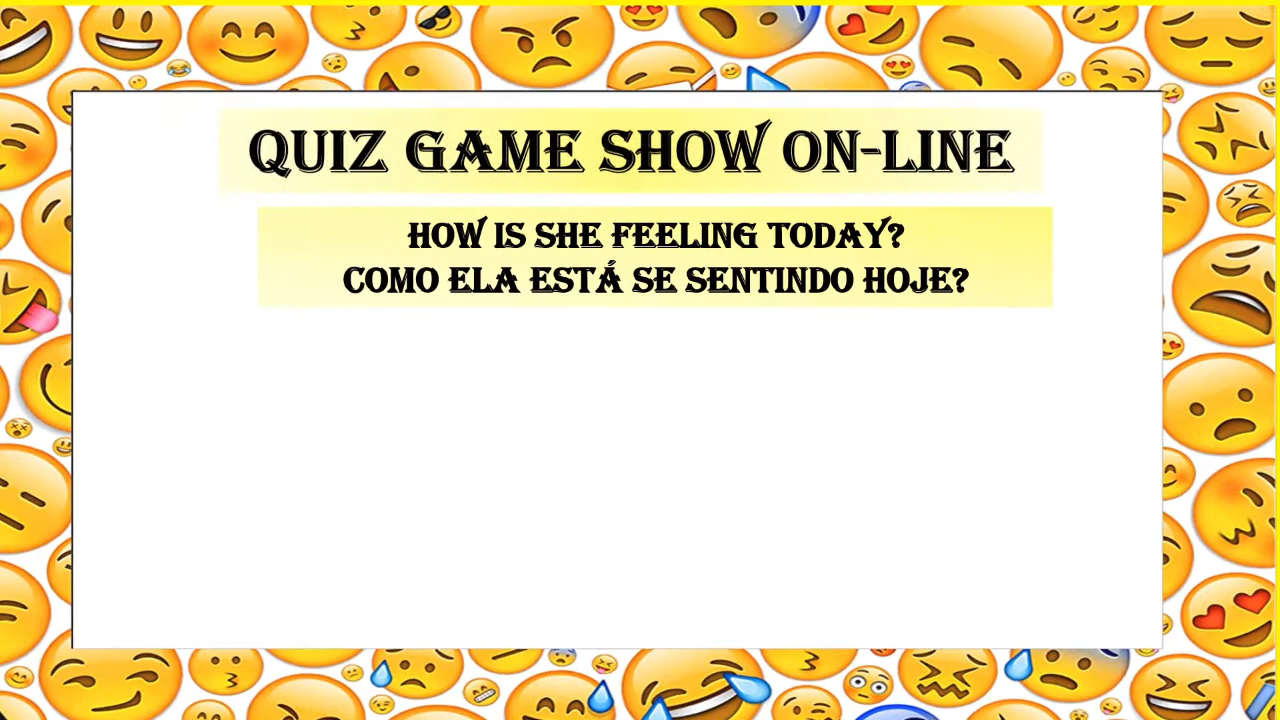 QUIZ GAME SHOW ON-LINE
HOW IS SHE FEELING TODAY?
COMO ELA ESTÁ SE SENTINDO HOJE?